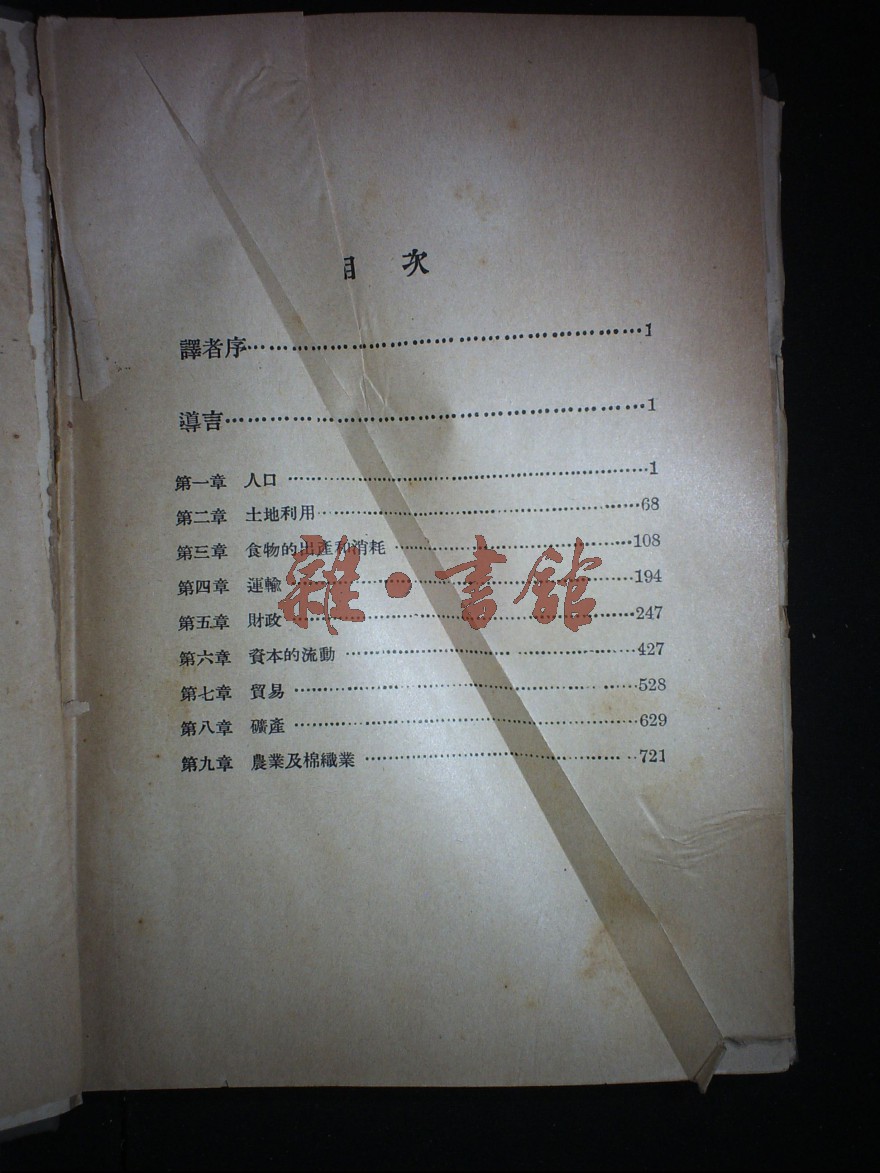 目 次
譯者序……………………………………1
導言……………………………………1
第一章 人口……………………………………1
第二章 土地利用……………………………………68
第三章 食物的出產和消耗……………………………………108
第四章 運輸……………………………………194
第五章 財政……………………………………247
第六章 資本的流動……………………………………427
第七章 貿易……………………………………528
第八章 礦產……………………………………629
第九章 農業及棉織業……………………………………721
雜·書館